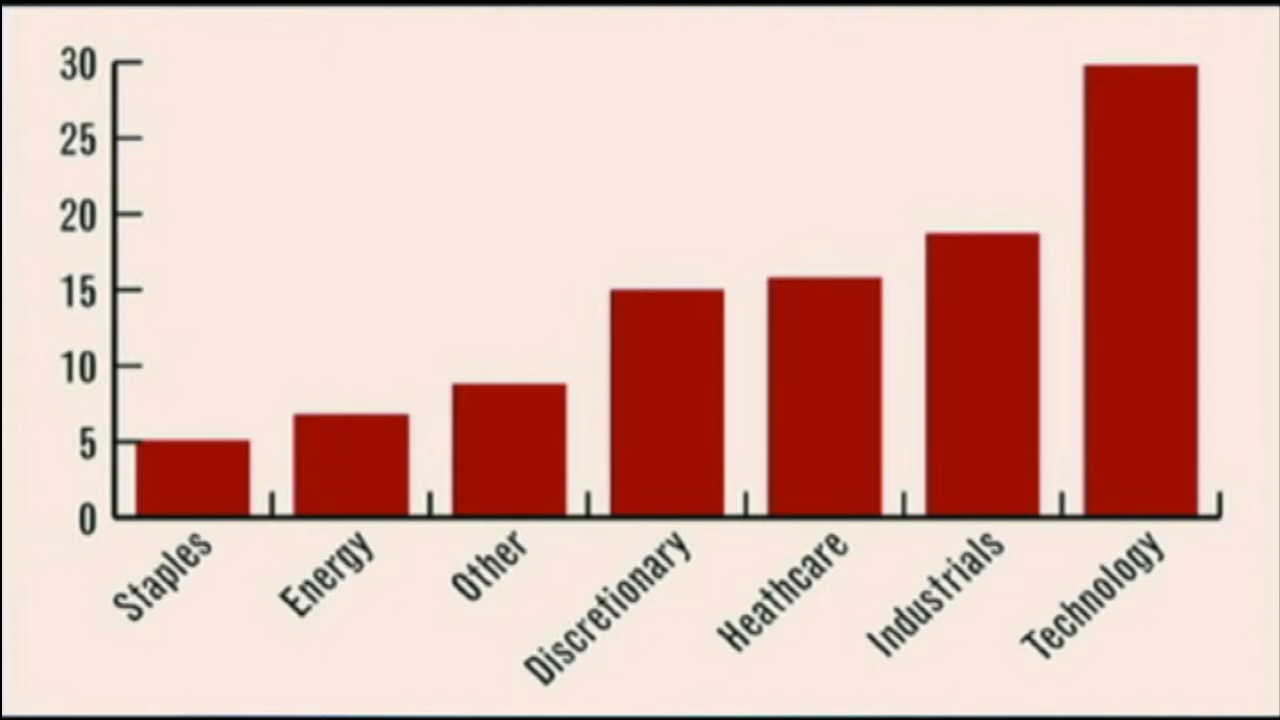 30
25
20
15
10
5
0
Staples
Energy
Other
Discretionary
Heathcare
Industrials
Technology